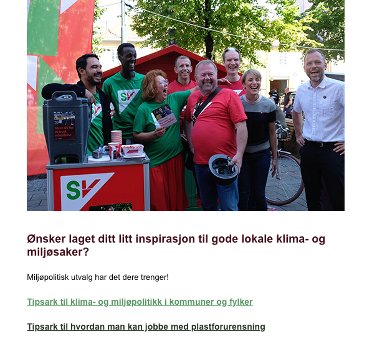 SV
SV
Ønsker laget ditt litt inspirasjon til gode lokale klima- og
miljøsaker?
Miljøpolitisk utvalg har det dere trenger!
Tipsark til klima- og miljøpolitikk i kommuner og fylker
Tipsark til hvordan man kan jobbe med plastforurensning